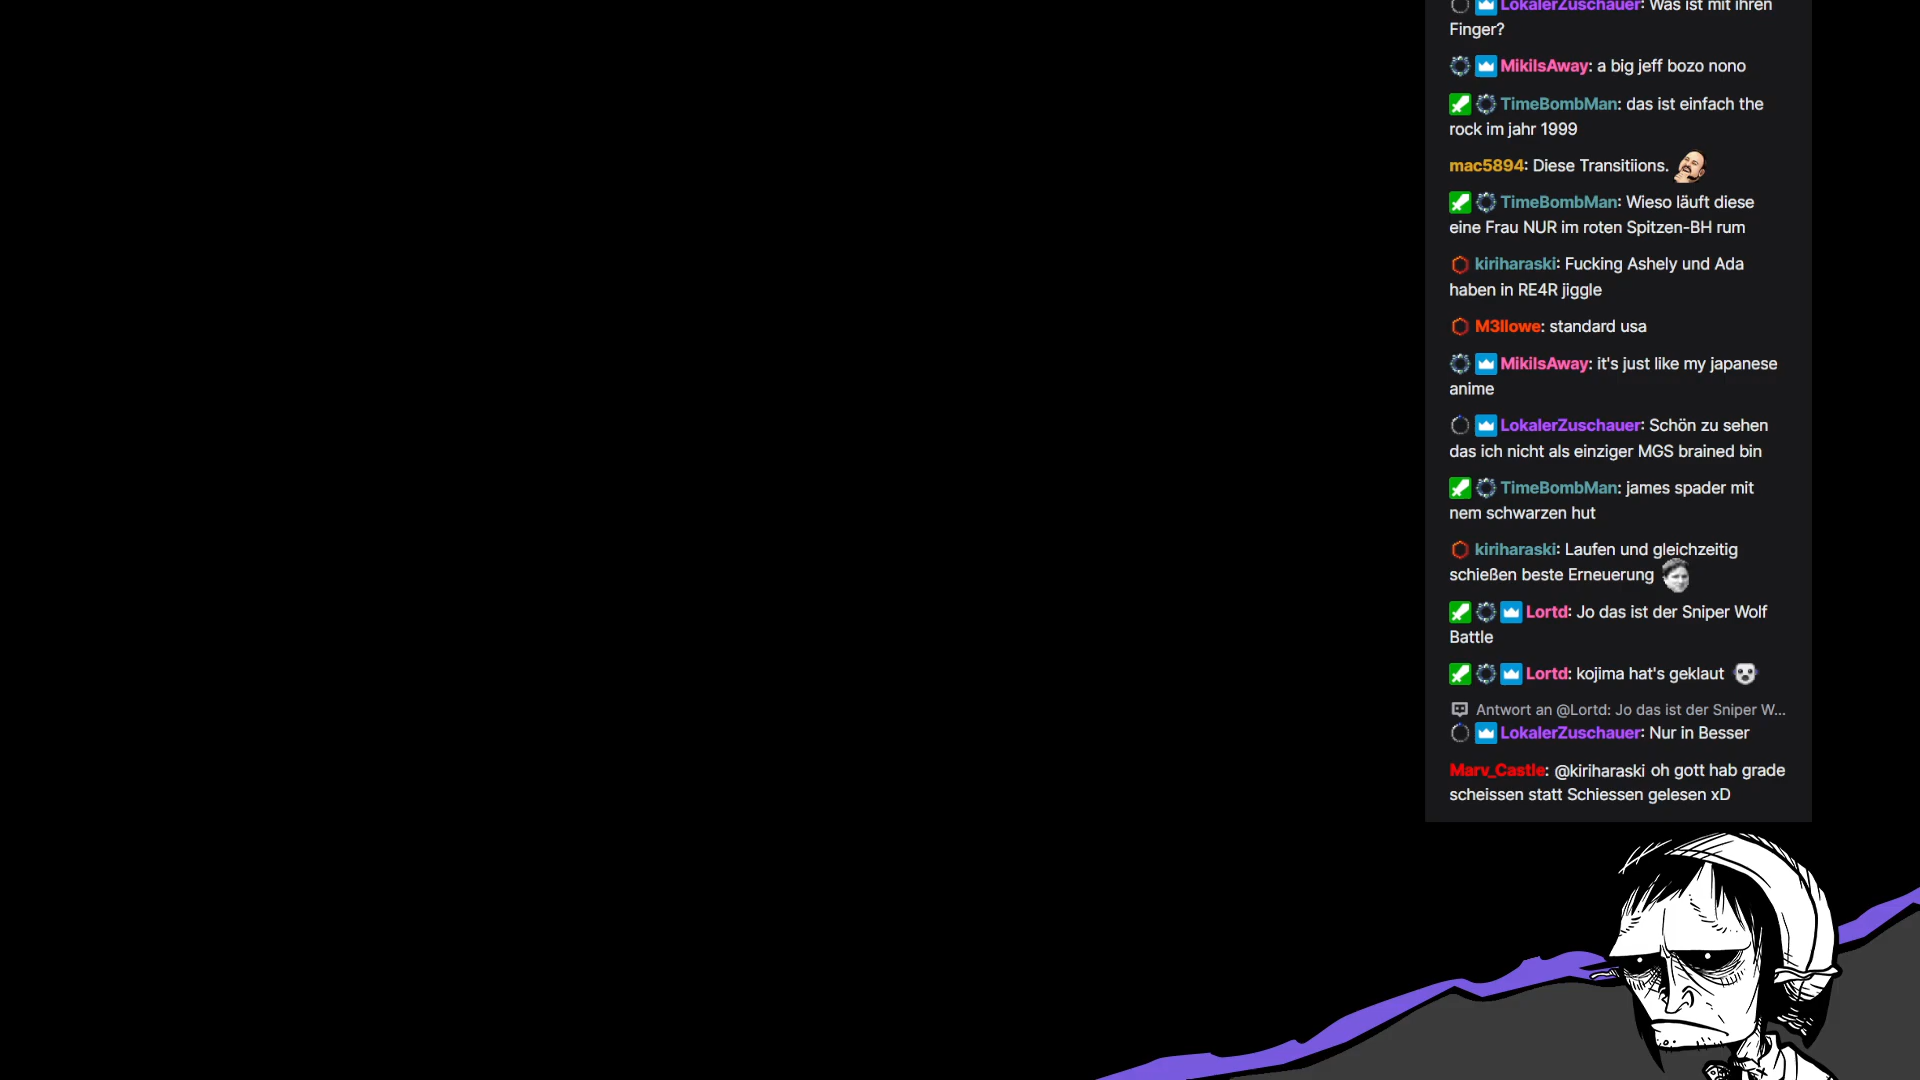 LokalerZuschauer: Was ist mit ihren
Finger?
MikiIsAway: a big jeff bozo nono
TimeBombMan: das ist einfach the
rock im jahr 1999
mac5894: Diese Transitiions.
TimeBombMan: Wieso läuft diese
eine Frau NUR im roten Spitzen-BH rum
kiriharaski: Fucking Ashely und Ada
haben in RE4R jiggle
M3llowe: standard usa
MikiIsAway: it's just like my japanese
anime
LokalerZuschauer: Schön zu sehen
das ich nicht als einziger MGS brained bin
TimeBombMan: james spader mit
nem schwarzen hut
kiriharaski: Laufen und gleichzeitig
schießen beste Erneuerung
Lortd: Jo das ist der Sniper Wolf
Battle
Lortd: kojima hat's geklaut
Antwort an @Lortd: Jo das ist der Sniper W...
LokalerZuschauer: Nur in Besser
Marv_Castle: @kiriharaski oh gott hab grade
scheissen statt Schiessen gelesen xD